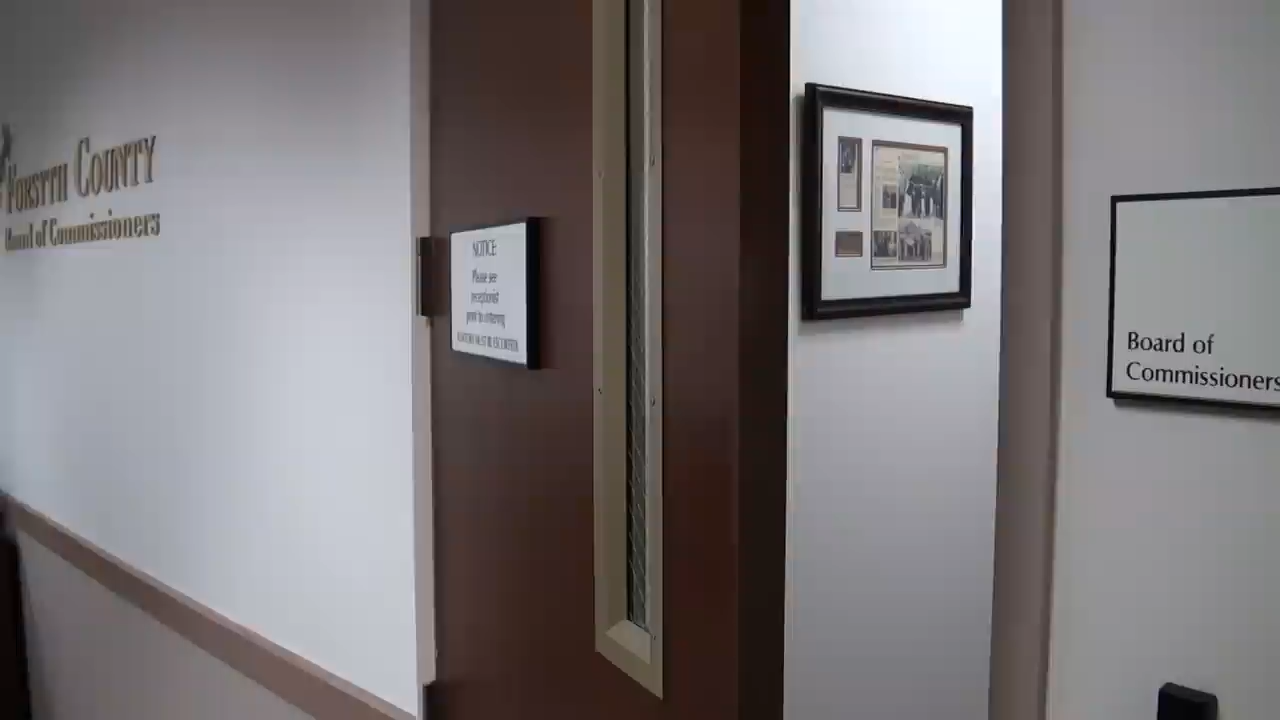 FORSYTH COUNTY
Board of Commissioners
NOTICE
Please see
receptionist
prior to entering
VISITORS MUST BE ESCORTED
Board of
Commissioners